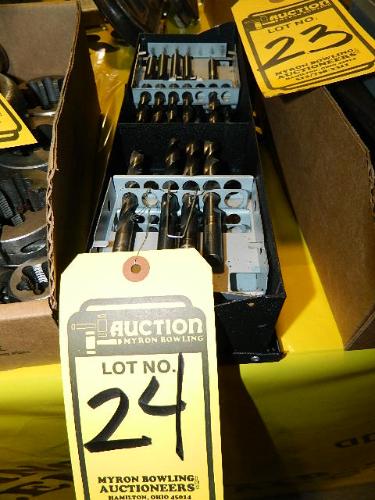 AUCTION
LOT NO.
23
MYRON BOWLING
AUCTIONEERS
AUCTION
MYRON BOWLING
LOT NO.
24
MYRON BOWLING
AUCTIONEERS
HAMILTON, OHIO 45014